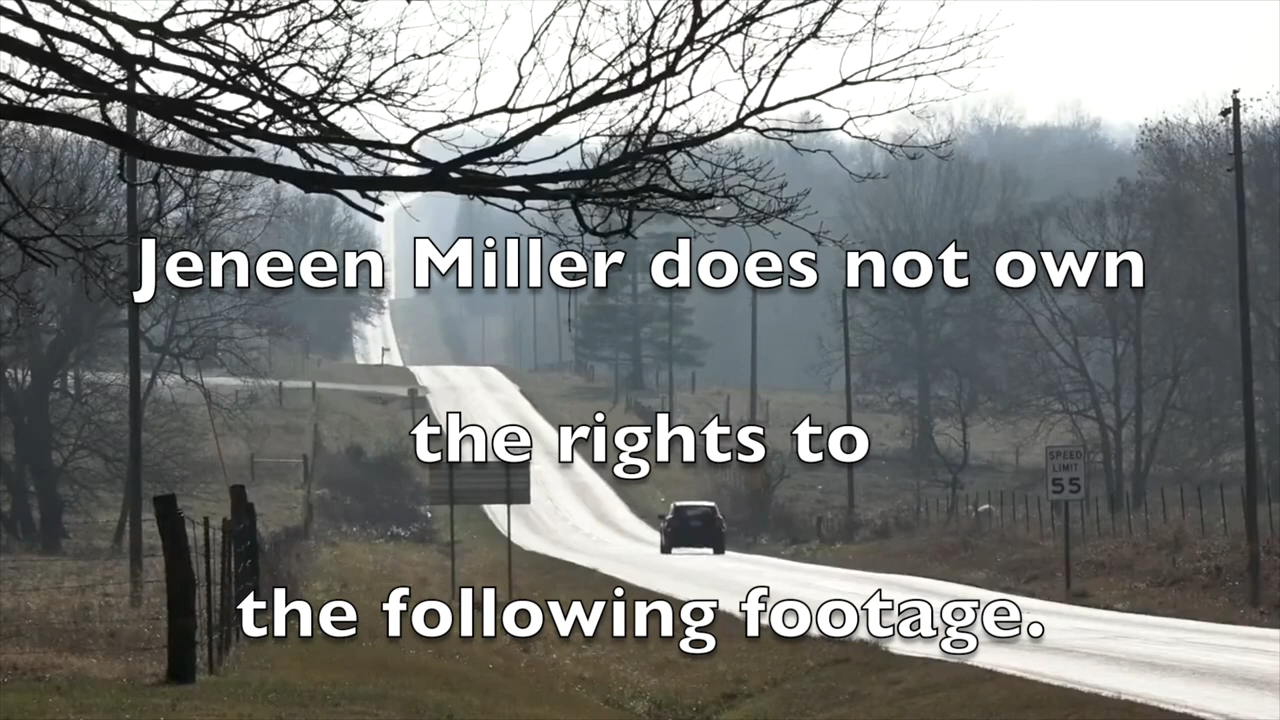 Jeneen Miller does not own
the rights to
the following footage.
SPEED
LIMIT
55